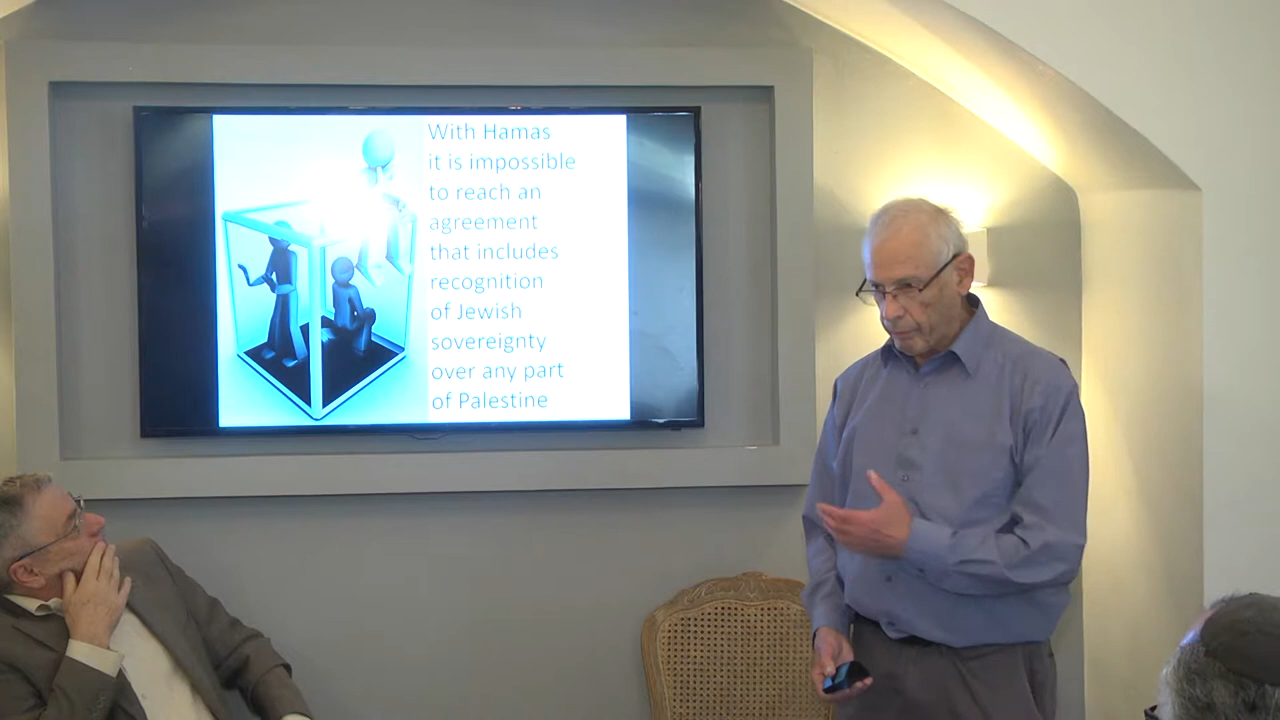 With Hamas
it is impossible
to reach an
agreement
that includes
recognition
of Jewish
sovereignty
over any part
of Palestine